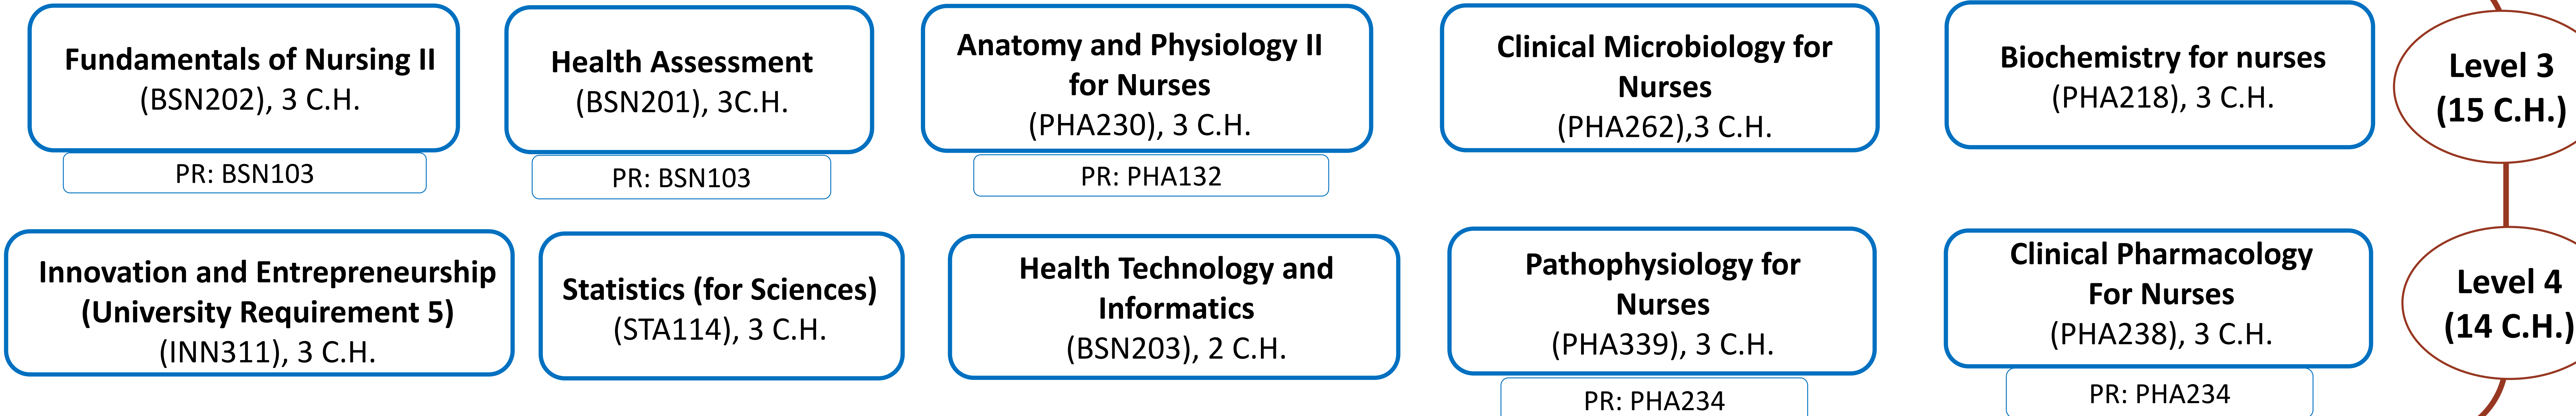 Fundamentals of Nursing II
(BSN202), 3 C.H.
PR: BSN103
Health Assessment
(BSN201), 3C.H.
PR: BSN103
Anatomy and Physiology II
for Nurses
(PHA230), 3 C.H.
PR: PHA132
Clinical Microbiology for
Nurses
(PHA262),3 C.H.
Biochemistry for nurses
(PHA218), 3 C.H.
Level 3
(15 C.H.)
Innovation and Entrepreneurship
(University Requirement 5)
(INN311), 3 C.H.
Statistics (for Sciences)
(STA114), 3 C.H.
Health Technology and
Informatics
(BSN203), 2 C.H.
Pathophysiology for
Nurses
(PHA339), 3 C.H.
PR: PHA234
Clinical Pharmacology
For Nurses
(PHA238), 3 C.H.
PR: PHA234
Level 4
(14 C.H.)